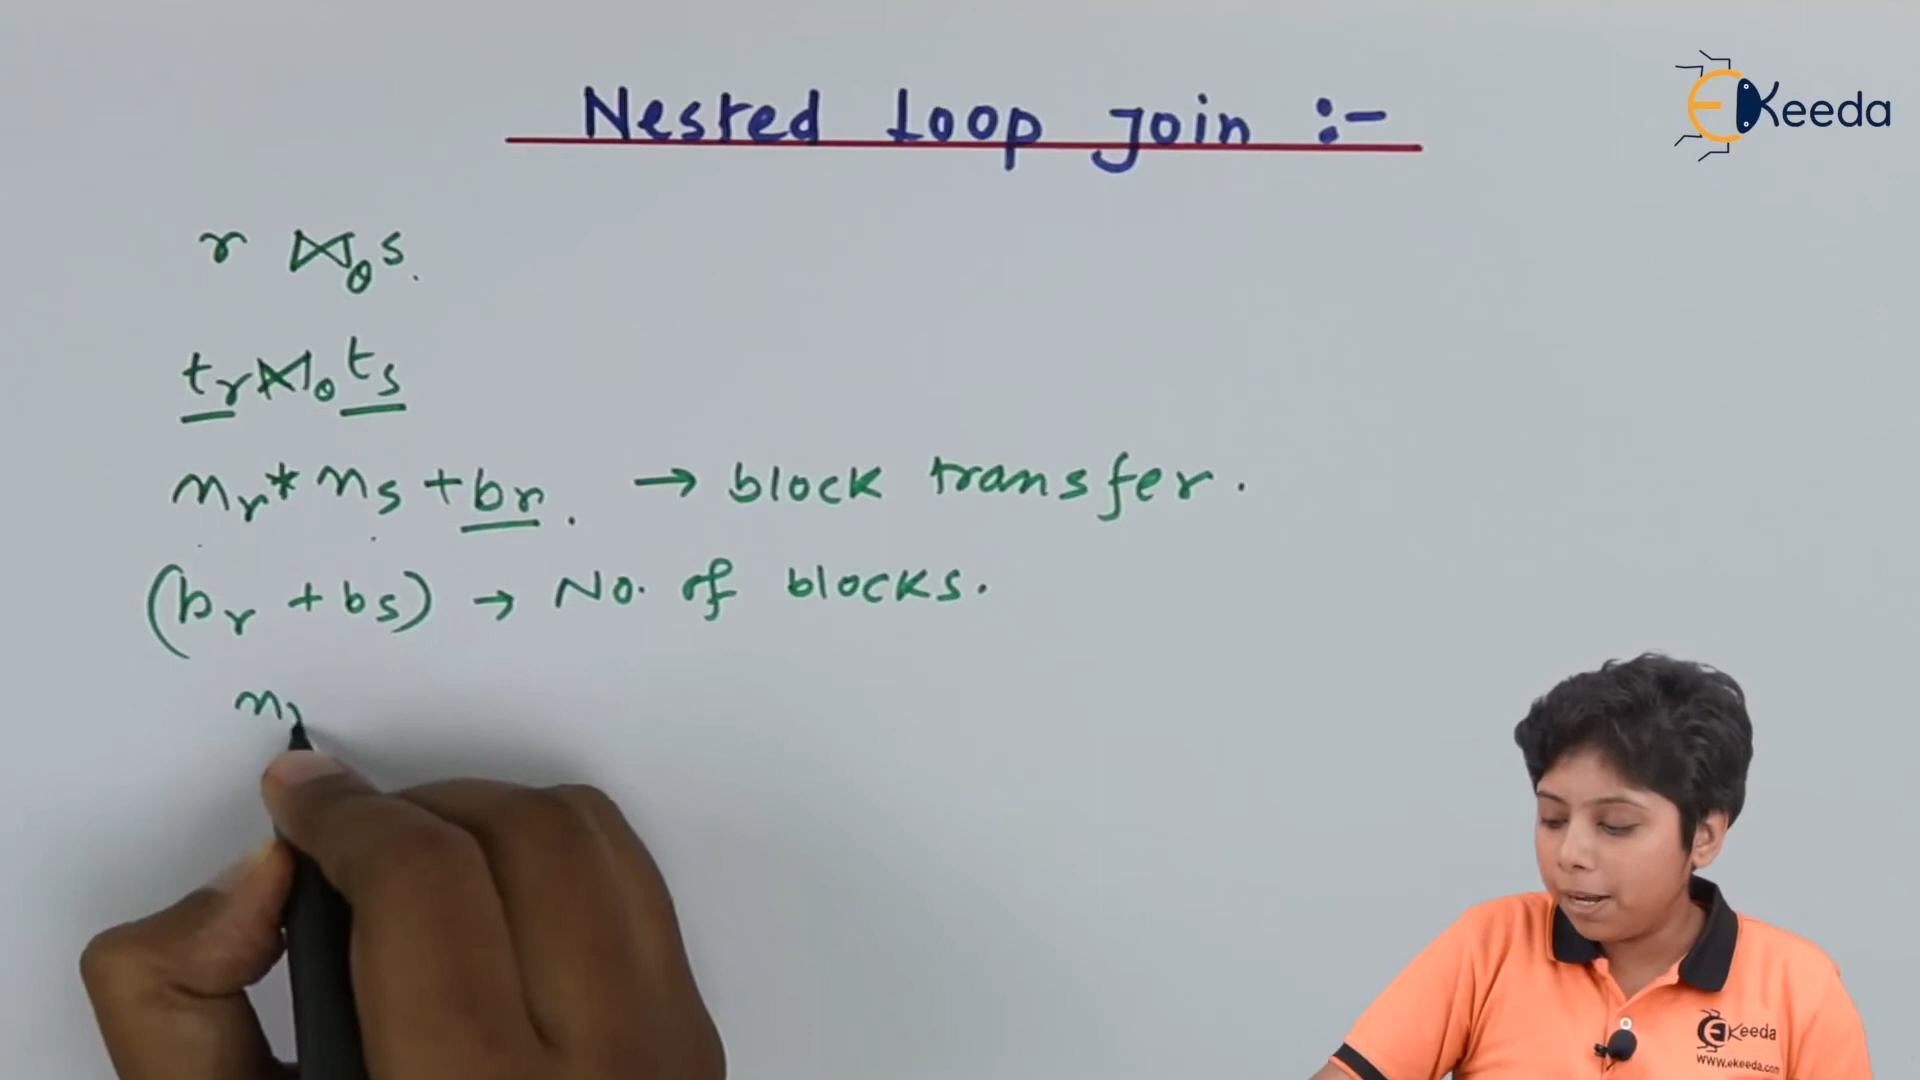 Nested Loop Join :-
EKeeda
r ⋈θ s.
tr ⋈θ ts
nr * ns + br. → block transfer.
(br + bs) → No. of blocks.
nr
EKeeda
www.ekeeda.com